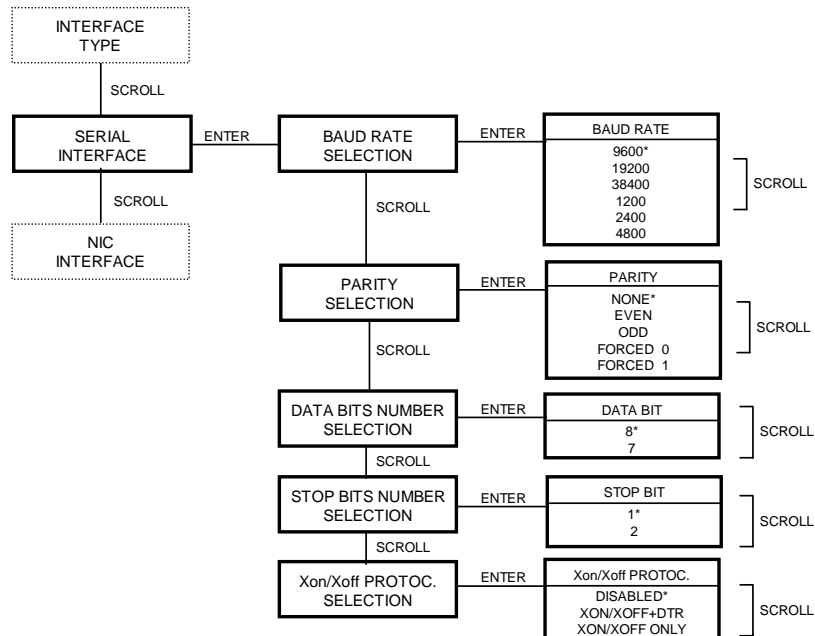 INTERFACE
TYPE
SCROLL
SERIAL
INTERFACE
ENTER
BAUD RATE
SELECTION
ENTER
BAUD RATE
9600*
19200
38400
1200
2400
4800
SCROLL
SCROLL
NIC
INTERFACE
SCROLL
PARITY
SELECTION
ENTER
PARITY
NONE*
EVEN
ODD
FORCED 0
FORCED 1
SCROLL
SCROLL
DATA BITS NUMBER
SELECTION
ENTER
DATA BIT
8*
7
SCROLL
SCROLL
STOP BITS NUMBER
SELECTION
ENTER
STOP BIT
1*
2
SCROLL
SCROLL
Xon/Xoff PROTOC.
SELECTION
ENTER
Xon/Xoff PROTOC.
DISABLED*
XON/XOFF+DTR
XON/XOFF ONLY
SCROLL